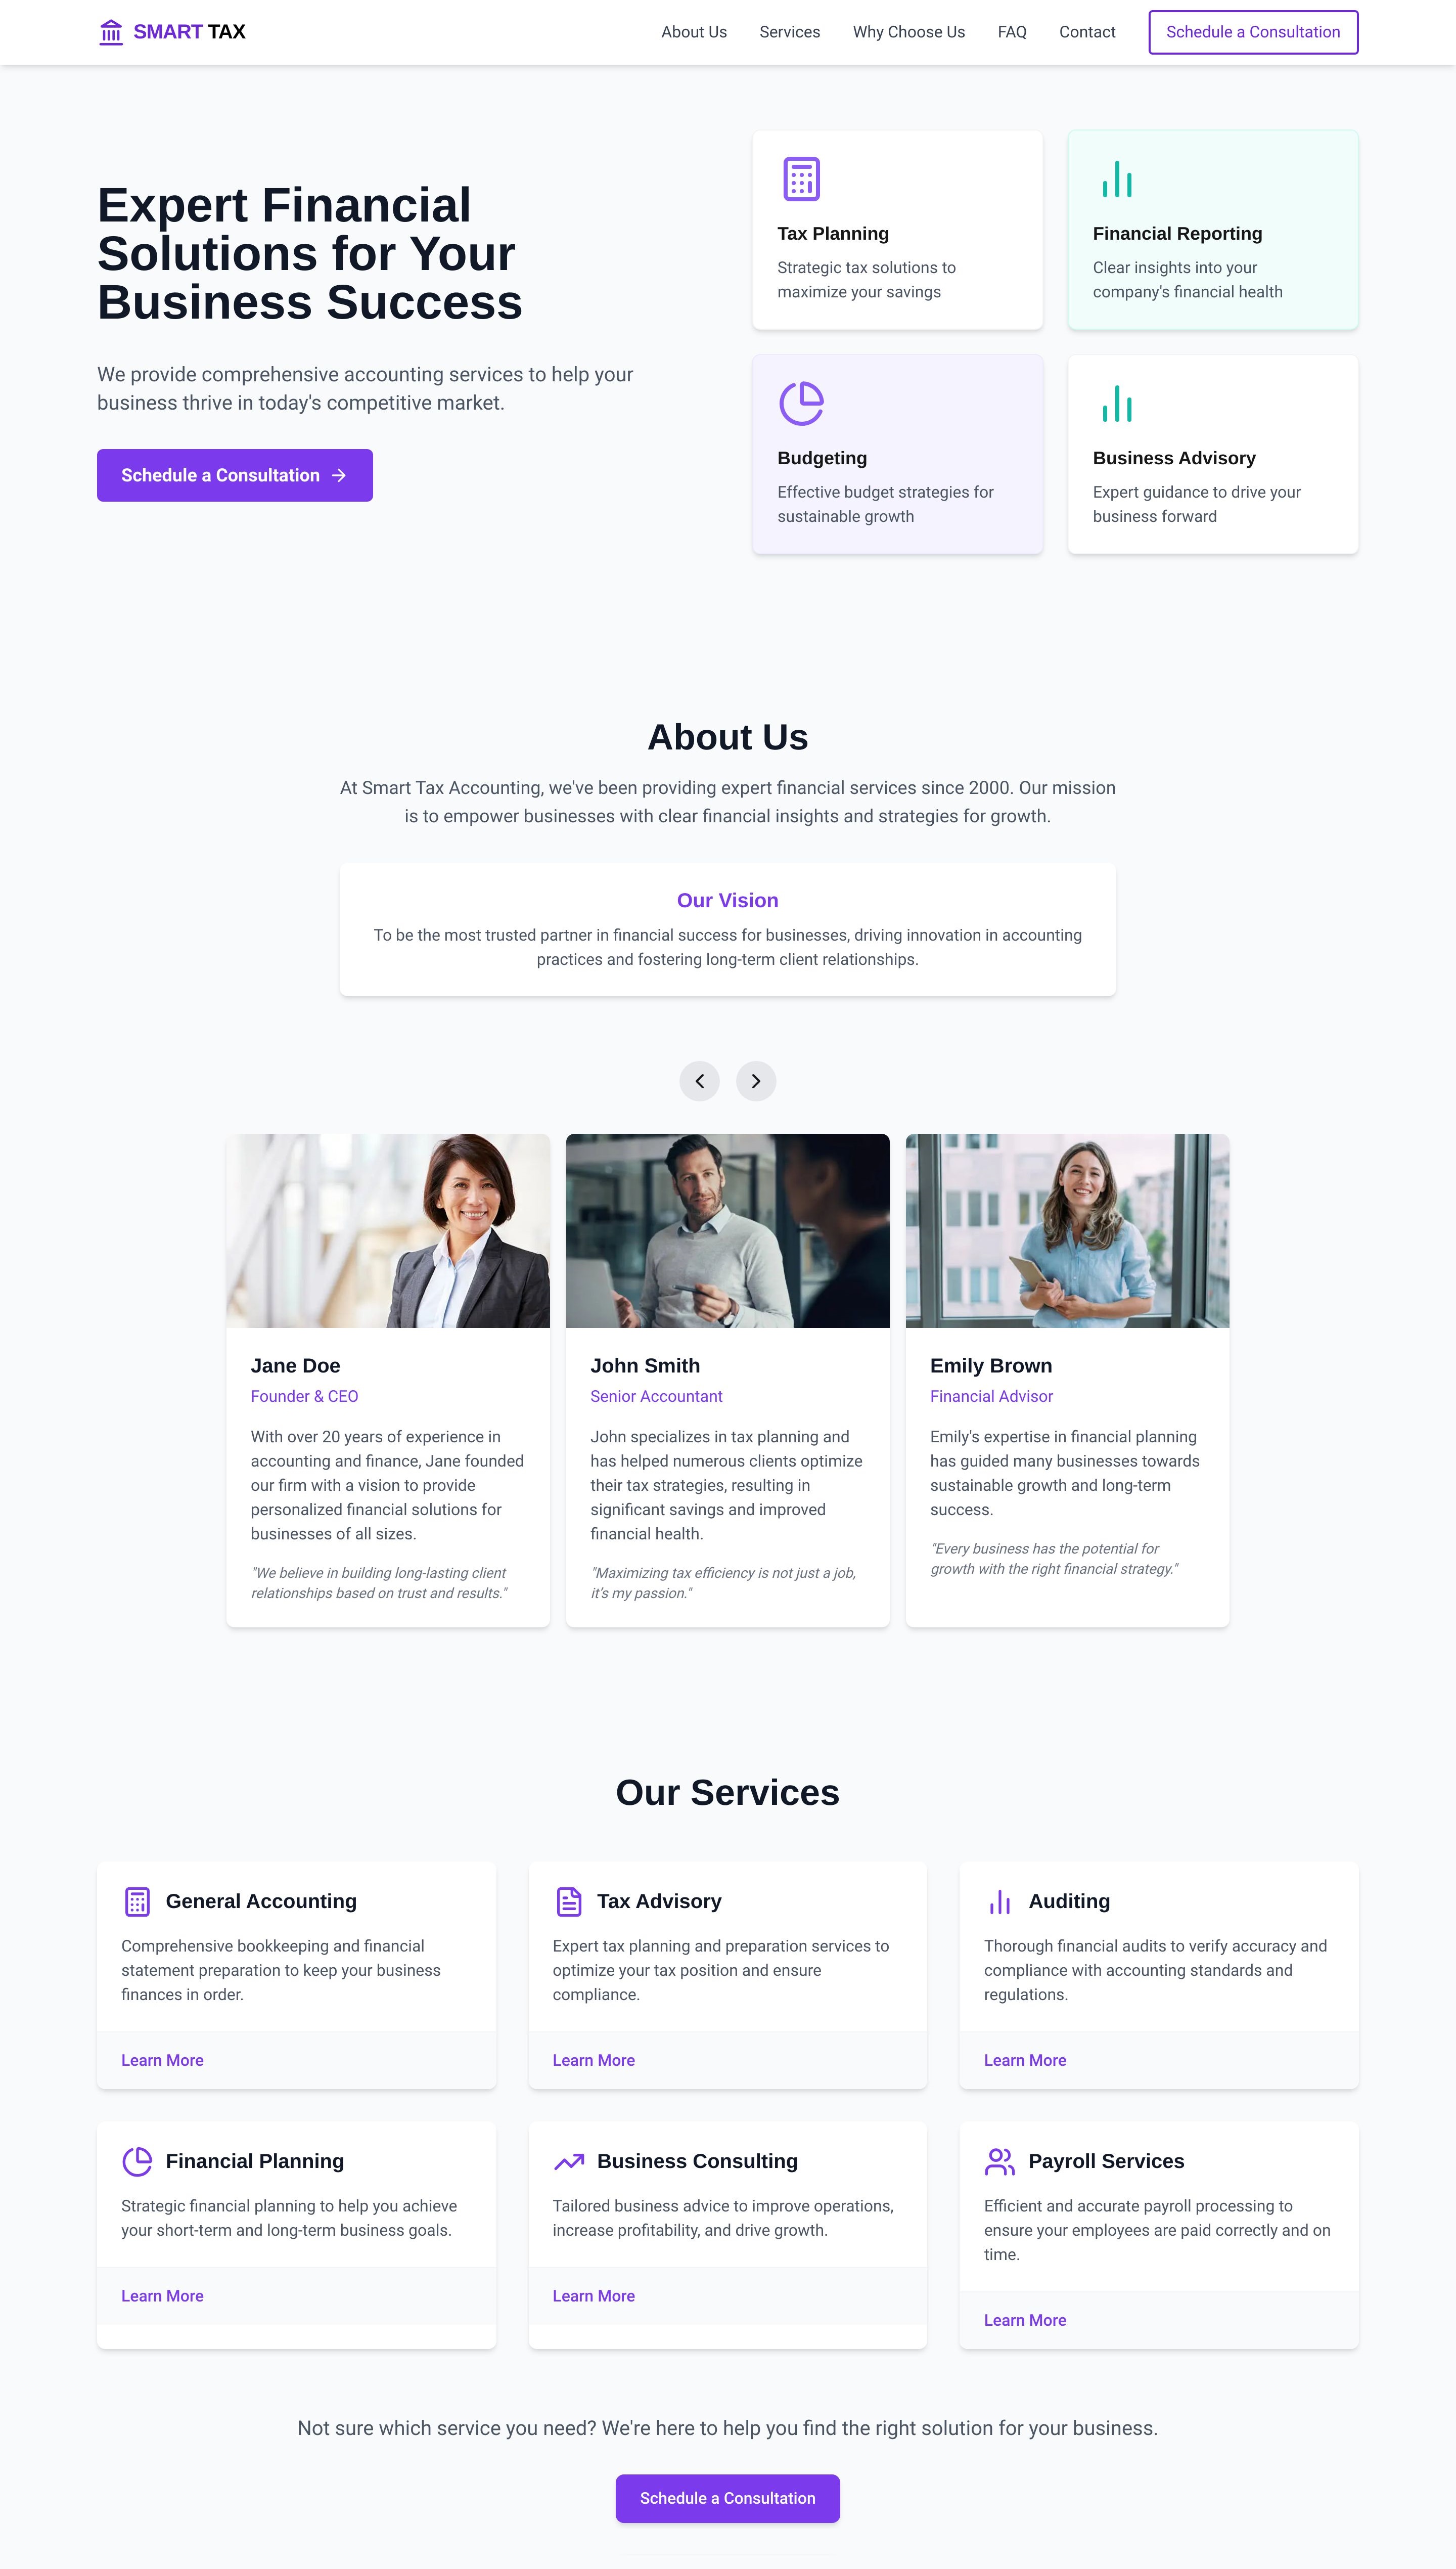 SMART TAX
About Us
Services
Why Choose Us
FAQ
Contact
Schedule a Consultation
Expert Financial
Solutions for Your
Business Success
We provide comprehensive accounting services to help your
business thrive in today's competitive market.
Schedule a Consultation
Tax Planning
Strategic tax solutions to
maximize your savings
Financial Reporting
Clear insights into your
company's financial health
Budgeting
Effective budget strategies for
sustainable growth
Business Advisory
Expert guidance to drive your
business forward
About Us
At Smart Tax Accounting, we've been providing expert financial services since 2000. Our mission
is to empower businesses with clear financial insights and strategies for growth.
Our Vision
To be the most trusted partner in financial success for businesses, driving innovation in accounting
practices and fostering long-term client relationships.
Jane Doe
Founder & CEO
With over 20 years of experience in
accounting and finance, Jane founded
our firm with a vision to provide
personalized financial solutions for
businesses of all sizes.
"We believe in building long-lasting client
relationships based on trust and results."
John Smith
Senior Accountant
John specializes in tax planning and
has helped numerous clients optimize
their tax strategies, resulting in
significant savings and improved
financial health.
"Maximizing tax efficiency is not just a job,
it's my passion."
Emily Brown
Financial Advisor
Emily's expertise in financial planning
has guided many businesses towards
sustainable growth and long-term
success.
"Every business has the potential for
growth with the right financial strategy."
Our Services
General Accounting
Comprehensive bookkeeping and financial
statement preparation to keep your business
finances in order.
Learn More
Tax Advisory
Expert tax planning and preparation services to
optimize your tax position and ensure
compliance.
Learn More
Auditing
Thorough financial audits to verify accuracy and
compliance with accounting standards and
regulations.
Learn More
Financial Planning
Strategic financial planning to help you achieve
your short-term and long-term business goals.
Learn More
Business Consulting
Tailored business advice to improve operations,
increase profitability, and drive growth.
Learn More
Payroll Services
Efficient and accurate payroll processing to
ensure your employees are paid correctly and on
time.
Learn More
Not sure which service you need? We're here to help you find the right solution for your business.
Schedule a Consultation